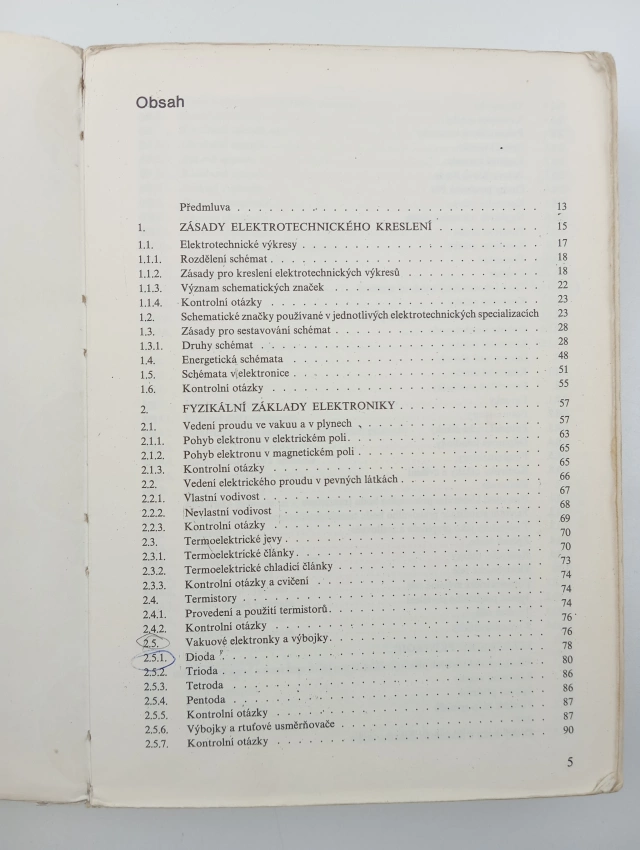 Obsah
Předmluva . . . . . . . . . . 13
1. ZÁSADY ELEKTROTECHNICKÉHO KRESLENÍ . . . . . . . . . . 15
1.1. Elektrotechnické výkresy . . . . . . . . . . 17
1.1.1. Rozdělení schémat . . . . . . . . . . 18
1.1.2. Zásady pro kreslení elektrotechnických výkresů . . . . . . . . . . 18
1.1.3. Význam schematických značek . . . . . . . . . . 22
1.1.4. Kontrolní otázky . . . . . . . . . . 23
1.2. Schematické značky používané v jednotlivých elektrotechnických specializacích 23
1.3. Zásady pro sestavování schémat . . . . . . . . . . 28
1.3.1. Druhy schémat . . . . . . . . . . 28
1.4. Energetická schémata . . . . . . . . . . 48
1.5. Schémata v elektronice . . . . . . . . . . 51
1.6. Kontrolní otázky . . . . . . . . . . 55
2. FYZIKÁLNÍ ZÁKLADY ELEKTRONIKY . . . . . . . . . . 57
2.1. Vedení proudu ve vakuu a v plynech . . . . . . . . . . 57
2.1.1. Pohyb elektronu v elektrickém poli . . . . . . . . . . 63
2.1.2. Pohyb elektronu v magnetickém poli . . . . . . . . . . 65
2.1.3. Kontrolní otázky . . . . . . . . . . 65
2.2. Vedení elektrického proudu v pevných látkách . . . . . . . . . . 66
2.2.1. Vlastní vodivost . . . . . . . . . . 67
2.2.2. Nevlastní vodivost . . . . . . . . . . 68
2.2.3. Kontrolní otázky . . . . . . . . . . 69
2.3. Termoelektrické jevy . . . . . . . . . . 70
2.3.1. Termoelektrické články . . . . . . . . . . 70
2.3.2. Termoelektrické chladicí články . . . . . . . . . . 73
2.3.3. Kontrolní otázky a cvičení . . . . . . . . . . 74
2.4. Termistory . . . . . . . . . . 74
2.4.1. Provedení a použití termistorů . . . . . . . . . . 74
2.4.2. Kontrolní otázky . . . . . . . . . . 76
2.5. Vakuové elektronky a výbojky . . . . . . . . . . 76
2.5.1. Dioda . . . . . . . . . . 78
2.5.2. Trioda . . . . . . . . . . 80
2.5.3. Tetroda . . . . . . . . . . 86
2.5.4. Pentoda . . . . . . . . . . 86
2.5.5. Kontrolní otázky . . . . . . . . . . 87
2.5.6. Výbojky a rtuťové usměrňovače . . . . . . . . . . 87
2.5.7. Kontrolní otázky . . . . . . . . . . 90
5